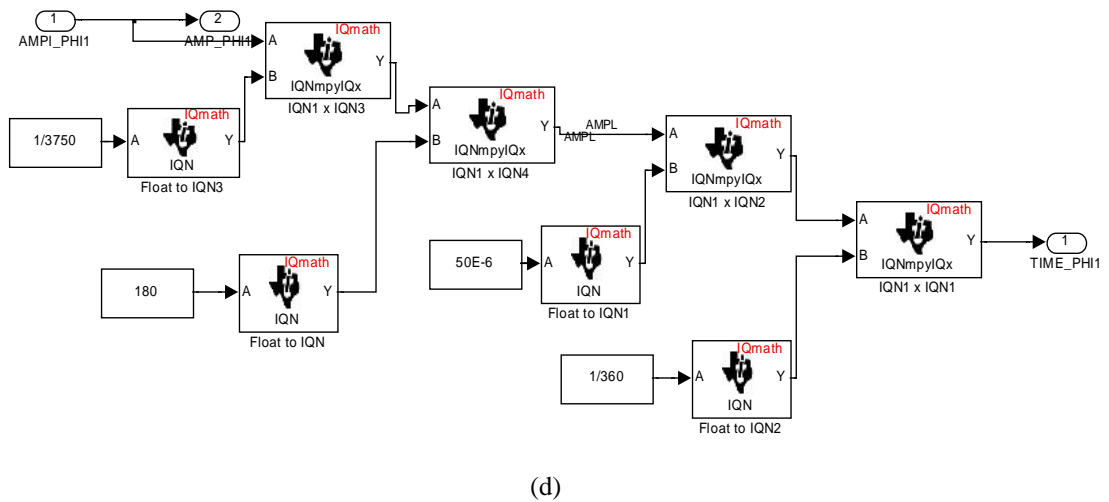 1
AMPI_PHI1
2
AMP_PHI1
IQmath
A
B
Y
IQNmpyIQx
IQN1 x IQN3
1/3750
IQmath
A
Y
IQN
Float to IQN3
IQmath
A
B
Y
IQNmpyIQx
IQN1 x IQN4
AMPL
AMPL
180
IQmath
A
Y
IQN
Float to IQN
IQmath
A
B
Y
IQNmpyIQx
IQN1 x IQN2
50E-6
IQmath
A
Y
IQN
Float to IQN1
IQmath
A
B
Y
IQNmpyIQx
IQN1 x IQN1
1
TIME_PHI1
1/360
IQmath
A
Y
IQN
Float to IQN2
(d)